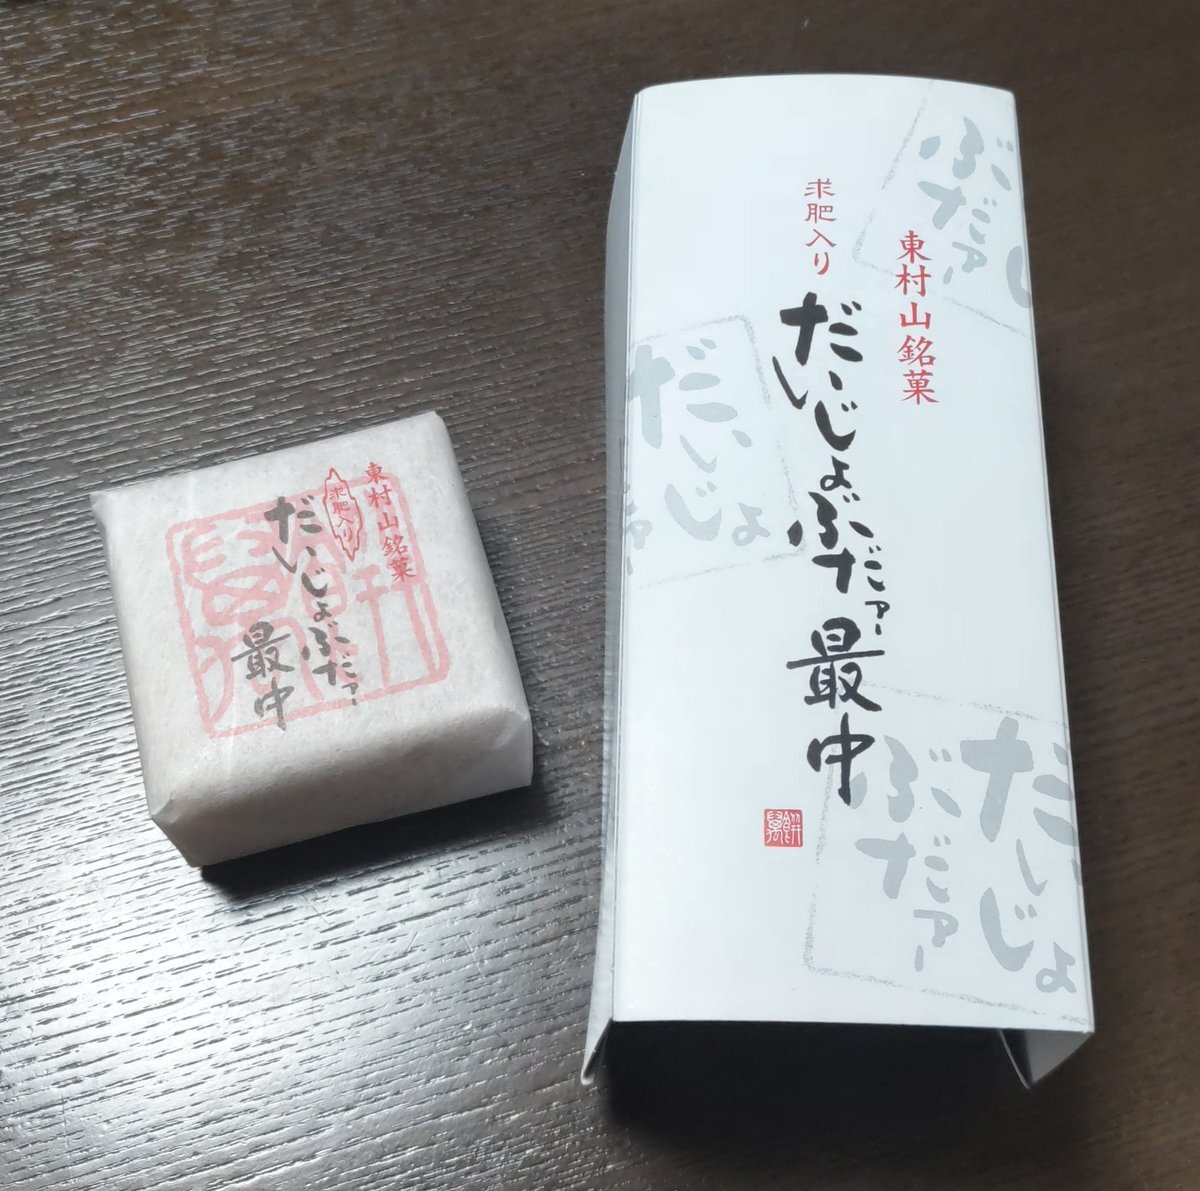 東村山銘菓
求肥入り
だいじょぶだァ
最中
東村山銘菓
求肥入り
だいじょぶだァー
最中
ぶだァー
だいじょ
だいじょ
ぶだァー